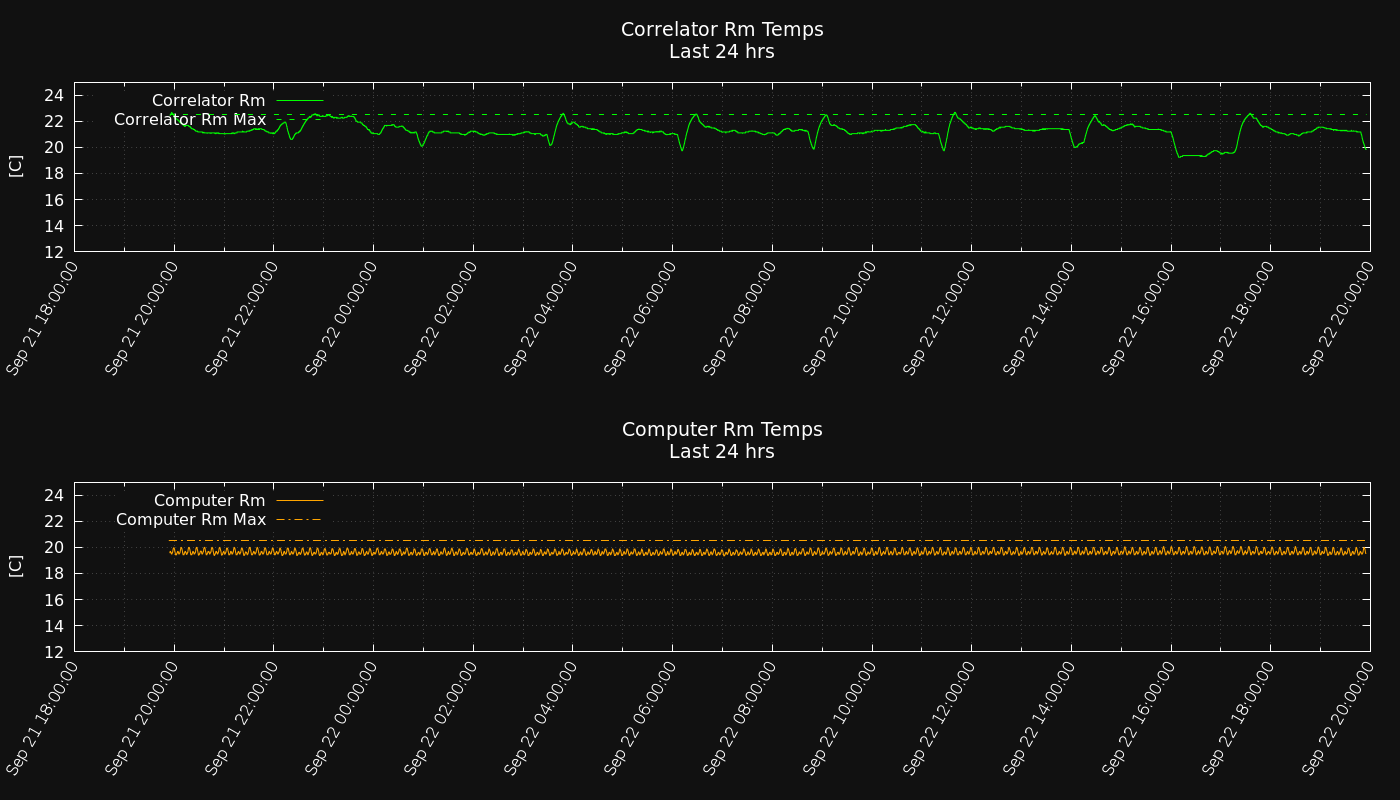 Correlator Rm Temps
Last 24 hrs
Correlator Rm
Correlator Rm Max
24
22
20
18
16
14
12
[C]
Sep 21 18:00:00
Sep 21 20:00:00
Sep 21 22:00:00
Sep 22 00:00:00
Sep 22 02:00:00
Sep 22 04:00:00
Sep 22 06:00:00
Sep 22 08:00:00
Sep 22 10:00:00
Sep 22 12:00:00
Sep 22 14:00:00
Sep 22 16:00:00
Sep 22 18:00:00
Sep 22 20:00:00
Computer Rm Temps
Last 24 hrs
Computer Rm
Computer Rm Max
24
22
20
18
16
14
12
[C]
Sep 21 18:00:00
Sep 21 20:00:00
Sep 21 22:00:00
Sep 22 00:00:00
Sep 22 02:00:00
Sep 22 04:00:00
Sep 22 06:00:00
Sep 22 08:00:00
Sep 22 10:00:00
Sep 22 12:00:00
Sep 22 14:00:00
Sep 22 16:00:00
Sep 22 18:00:00
Sep 22 20:00:00